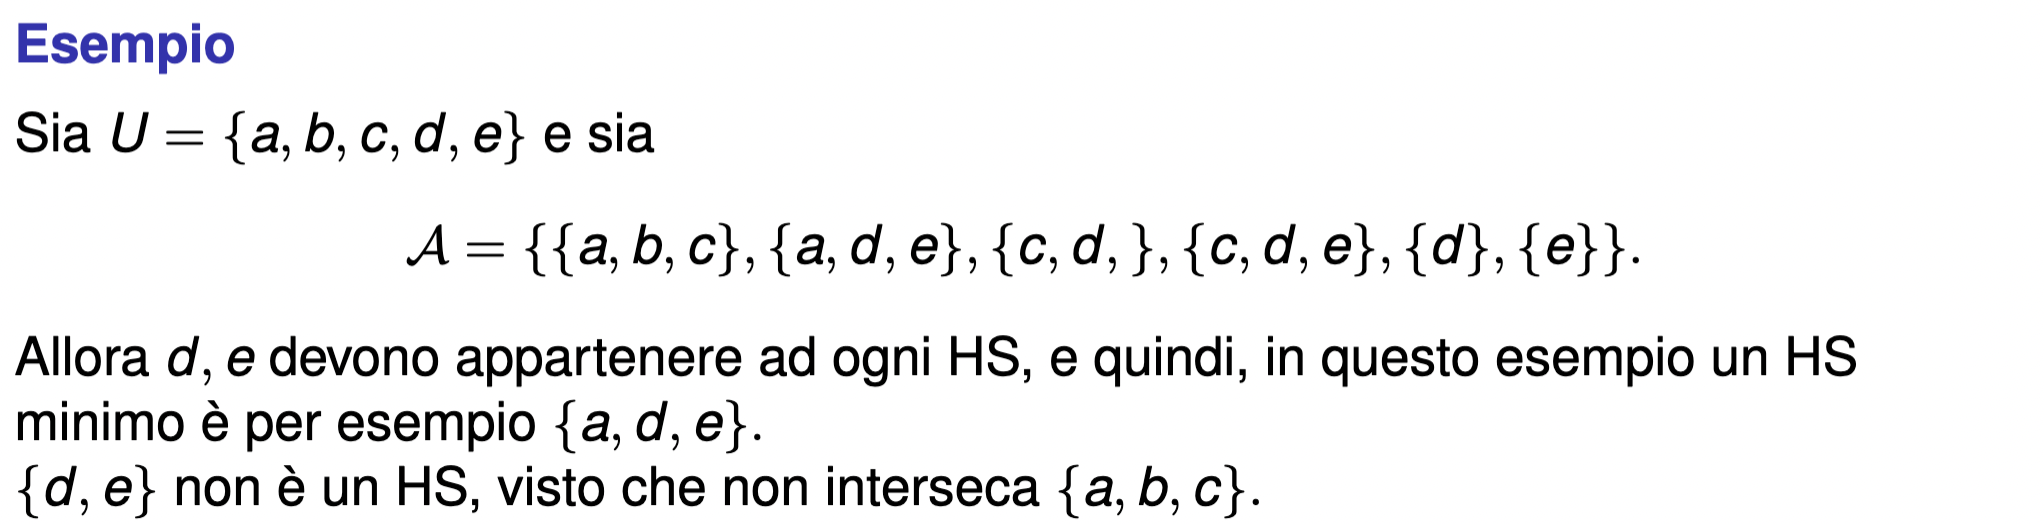 Esempio
Sia U = {a, b, c, d, e} e sia
𝒜 = {{a, b, c}, {a, d, e}, {c, d, }, {c, d, e}, {d}, {e}}.
Allora d, e devono appartenere ad ogni HS, e quindi, in questo esempio un HS
minimo è per esempio {a, d, e}.
{d, e} non è un HS, visto che non interseca {a, b, c}.